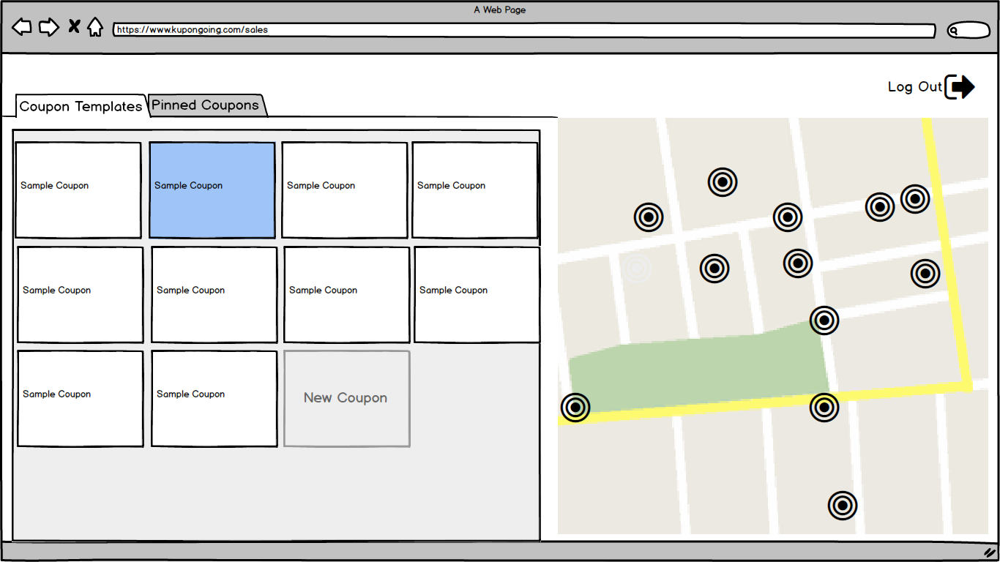 A Web Page
https://www.kupongoing.com/sales
Log Out
Coupon Templates
Pinned Coupons
Sample Coupon
Sample Coupon
Sample Coupon
Sample Coupon
Sample Coupon
Sample Coupon
Sample Coupon
Sample Coupon
Sample Coupon
Sample Coupon
New Coupon